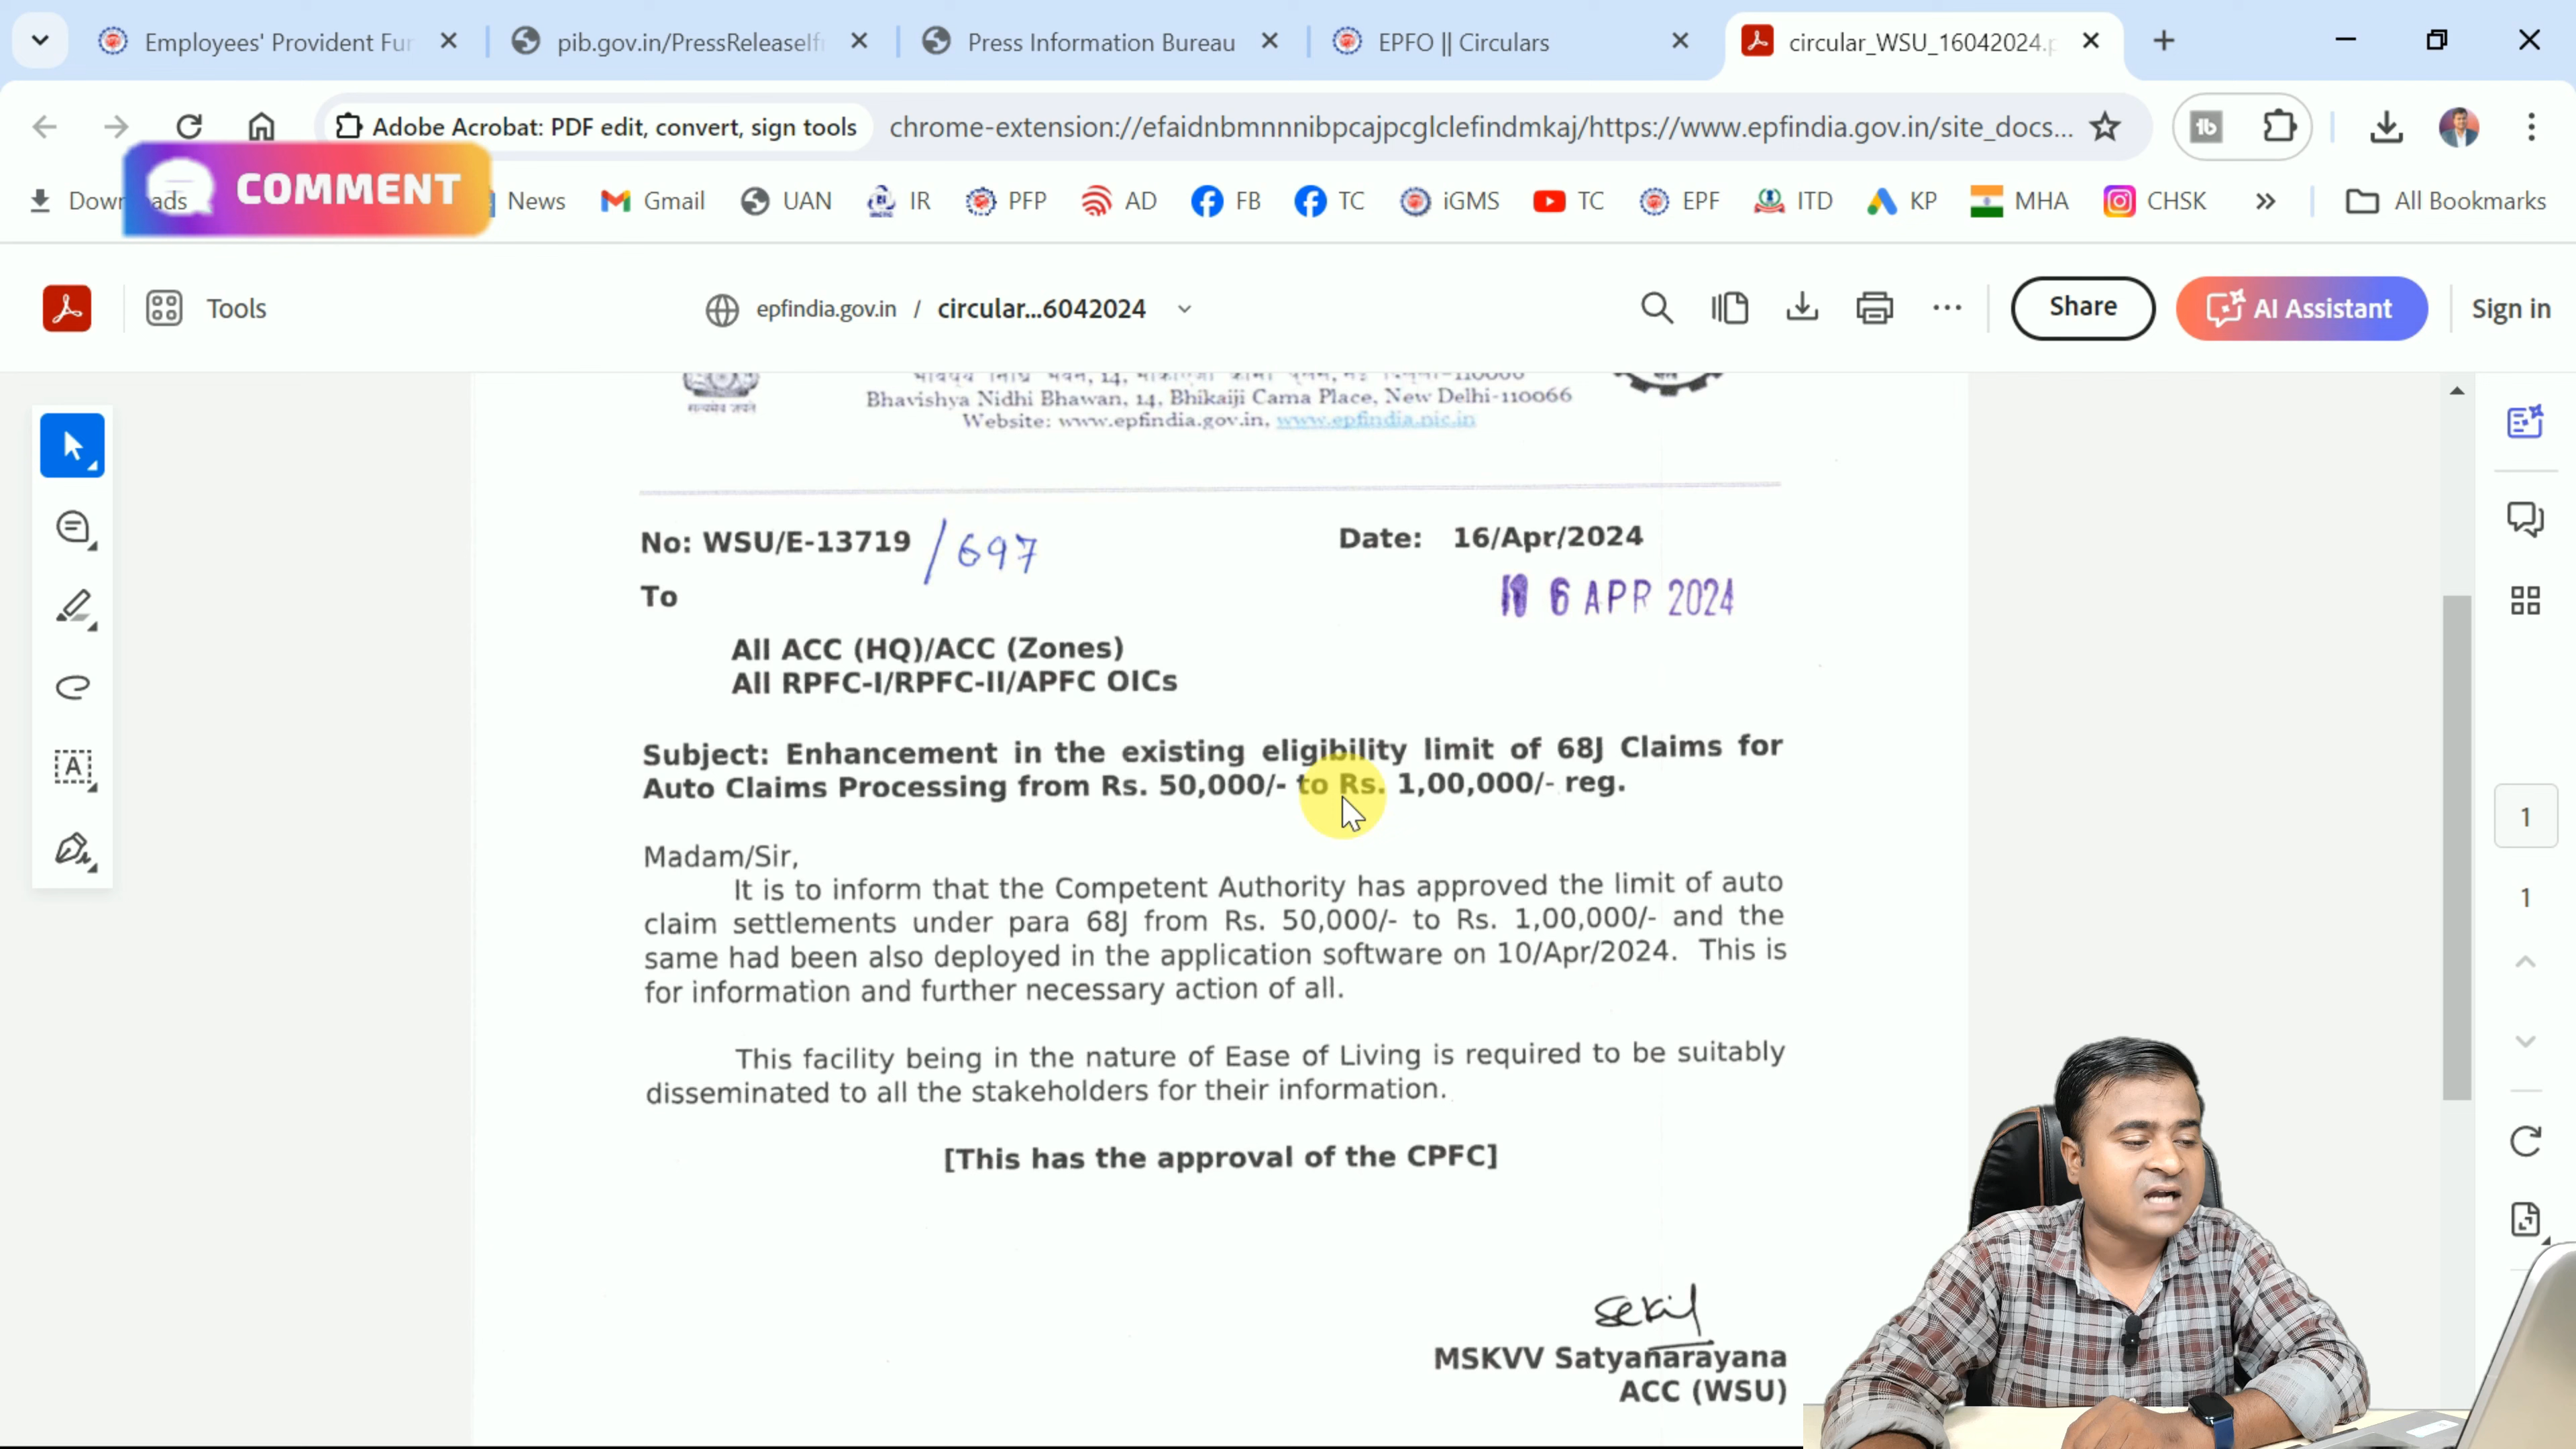 Employees' Provident Fur
pib.gov.in/PressReleaseIf
Press Information Bureau
EPFO || Circulars
circular_WSU_16042024.p
Adobe Acrobat: PDF edit, convert, sign tools
chrome-extension://efaidnbmnnnibpcajpcglclefindmkaj/https://www.epfindia.gov.in/site_docs...
COMMENT
News
Gmail
UAN
IR
PFP
AD
FB
TC
iGMS
TC
EPF
ITD
KP
MHA
CHSK
All Bookmarks
Tools
epfindia.gov.in / circular...6042024
Share
AI Assistant
Sign in
सत्यमेव जयते
Bhavishya Nidhi Bhawan, 14, Bhikaiji Cama Place, New Delhi-110066
Website: www.epfindia.gov.in, www.epfindia.nic.in
No: WSU/E-13719 /697
Date: 16/Apr/2024
6 APR 2024
To
All ACC (HQ)/ACC (Zones)
All RPFC-I/RPFC-II/APFC OICs
Subject: Enhancement in the existing eligibility limit of 68J Claims for
Auto Claims Processing from Rs. 50,000/- to Rs. 1,00,000/- reg.
Madam/Sir,
It is to inform that the Competent Authority has approved the limit of auto
claim settlements under para 68J from Rs. 50,000/- to Rs. 1,00,000/- and the
same had been also deployed in the application software on 10/Apr/2024. This is
for information and further necessary action of all.
This facility being in the nature of Ease of Living is required to be suitably
disseminated to all the stakeholders for their information.
[This has the approval of the CPFC]
MSKVV Satyanarayana
ACC (WSU)
1
1